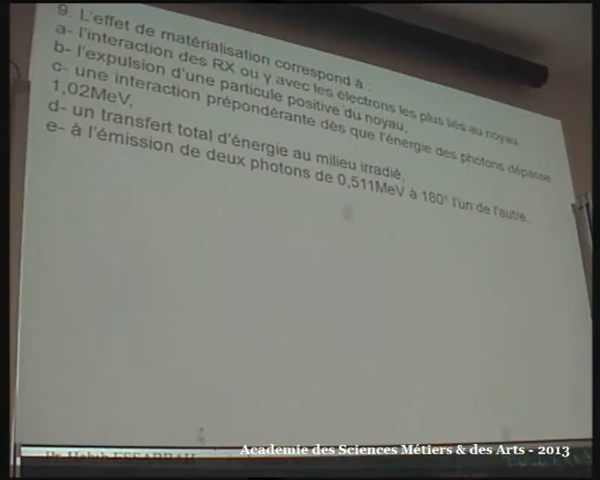 9. L'effet de matérialisation correspond à :
a- l'interaction des RX ou γ avec les électrons les plus liés au noyau,
b- l'expulsion d'une particule positive du noyau,
c- une interaction prépondérante dès que l'énergie des photons dépasse
1,02MeV,
d- un transfert total d'énergie au milieu irradié,
e- à l'émission de deux photons de 0,511MeV à 180° l'un de l'autre.
Academie des Sciences Métiers & des Arts - 2013